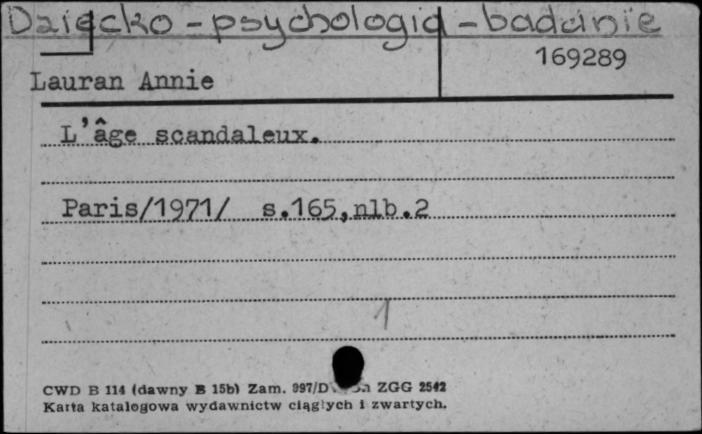 Dziecko - psychologia - badanie
169289
Lauran Annie
L'âge scandaleux.
Paris/1971/ s.165,nlb.2
1
CWD B 114 (dawny B 15b) Zam. 997/D ZGG 2542
Karta katalogowa wydawnictw ciągłych i zwartych.